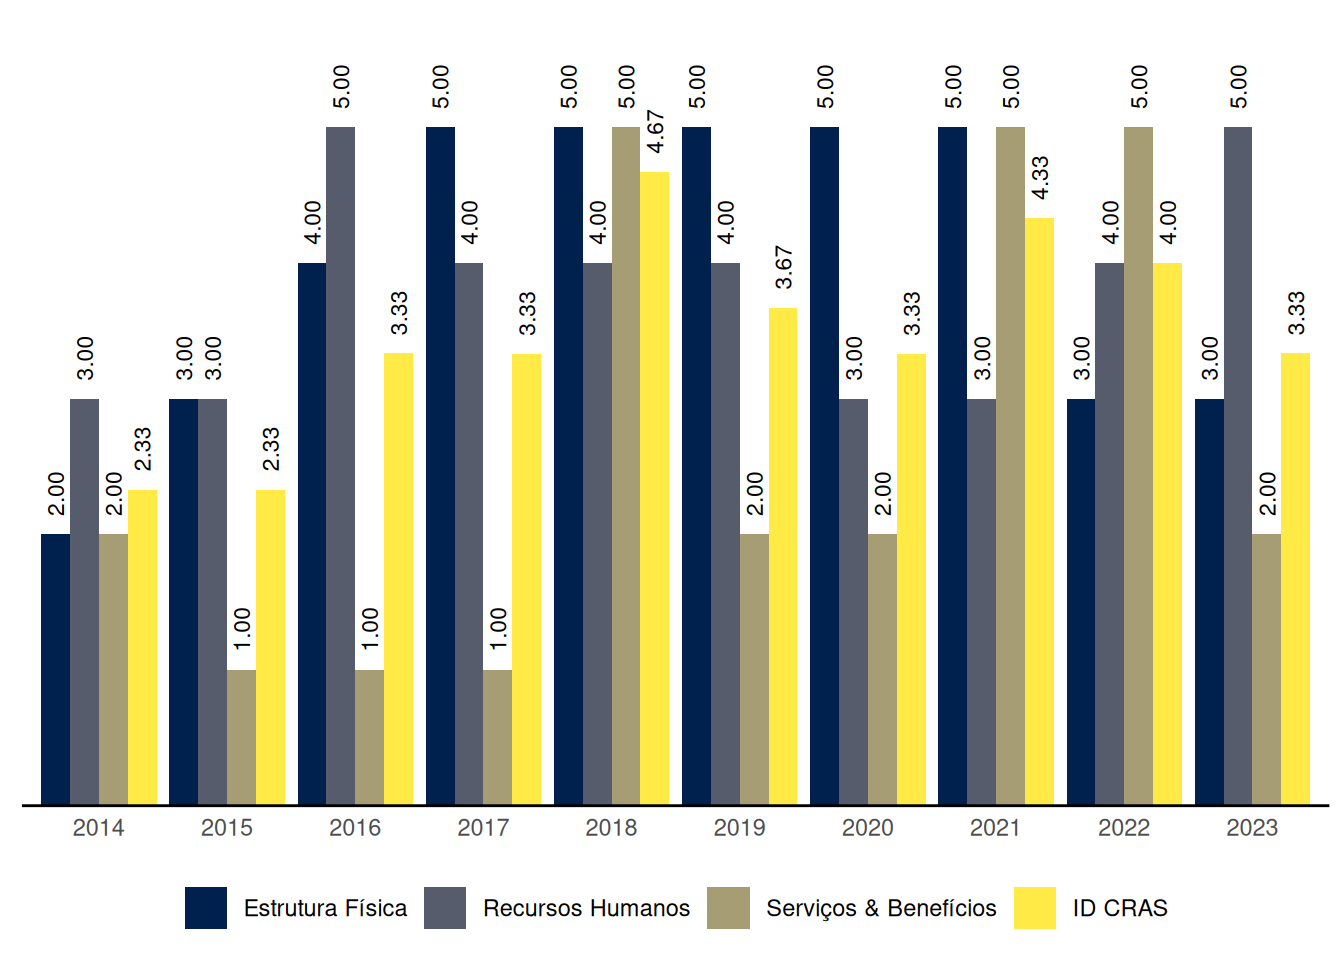 5.00 5.00 5.00 5.00 5.00 5.00 5.00 5.00 5.00 5.00
4.67
4.33
4.00 4.00 4.00 4.00 4.00 4.00
3.67
3.33 3.33 3.33 3.33
3.00 3.00 3.00 3.00 3.00 3.00 3.00
2.33 2.33
2.00 2.00 2.00 2.00 2.00
1.00 1.00 1.00
2014 2015 2016 2017 2018 2019 2020 2021 2022 2023
Estrutura Física Recursos Humanos Serviços & Benefícios ID CRAS